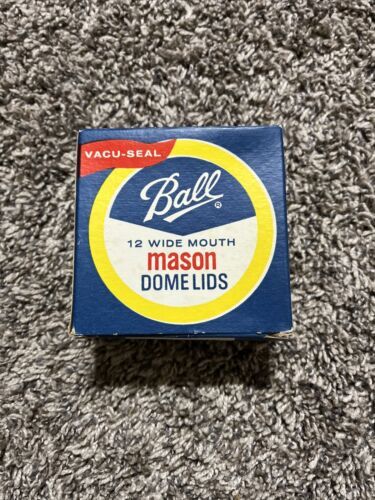 VACU-SEAL
Ball®
12 WIDE MOUTH
mason
DOME LIDS